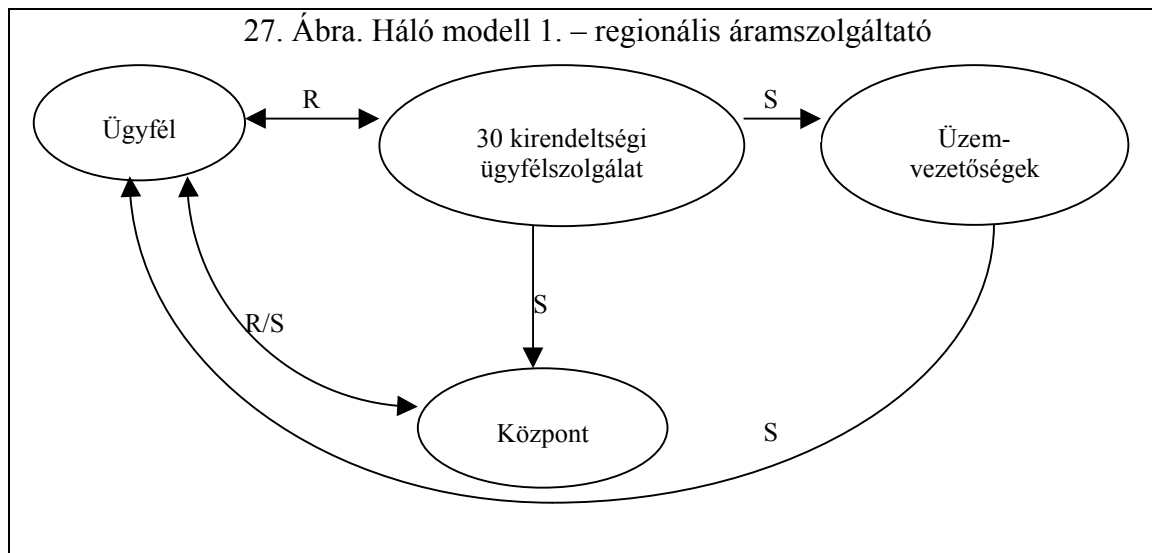 27. Ábra. Háló modell 1. – regionális áramszolgáltató
Ügyfél
R
30 kirendeltségi
ügyfélszolgálat
S
Üzem-
vezetőségek
R/S
S
Központ
S